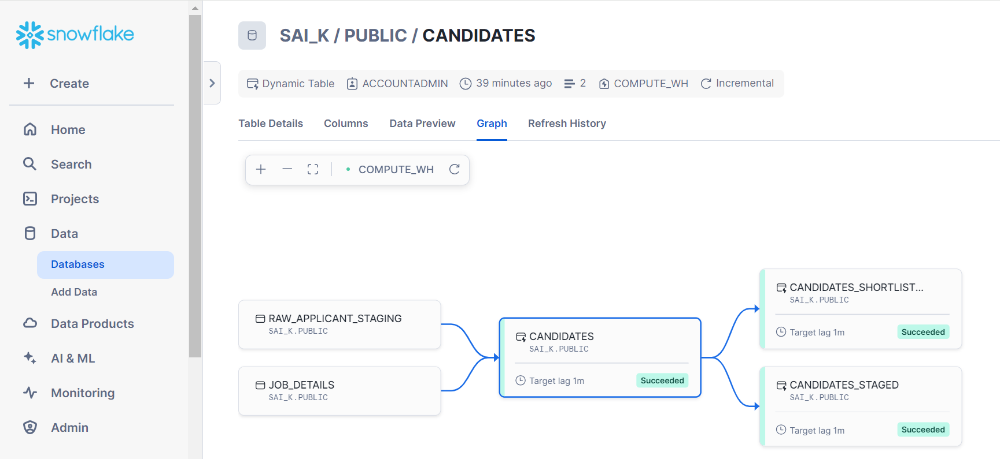 snowflake
Create
Home
Search
Projects
Data
Databases
Add Data
Data Products
AI & ML
Monitoring
Admin
SAI_K / PUBLIC / CANDIDATES
Dynamic Table ACCOUNTADMIN 39 minutes ago 2 COMPUTE_WH Incremental
Table Details Columns Data Preview Graph Refresh History
COMPUTE_WH
RAW_APPLICANT_STAGING
SAI_K.PUBLIC
JOB_DETAILS
SAI_K.PUBLIC
CANDIDATES
SAI_K.PUBLIC
Target lag 1m Succeeded
CANDIDATES_SHORTLIST...
SAI_K.PUBLIC
Target lag 1m Succeeded
CANDIDATES_STAGED
SAI_K.PUBLIC
Target lag 1m Succeeded